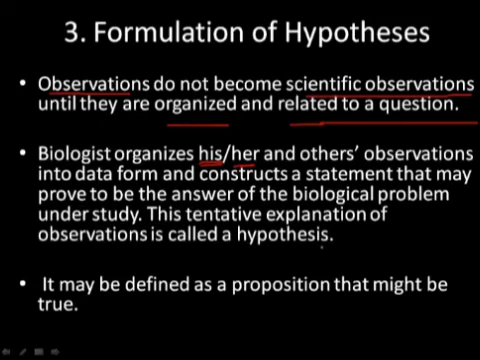 3. Formulation of Hypotheses
• Observations do not become scientific observations
until they are organized and related to a question.
• Biologist organizes his/her and others' observations
into data form and constructs a statement that may
prove to be the answer of the biological problem
under study. This tentative explanation of
observations is called a hypothesis.
• It may be defined as a proposition that might be
true.